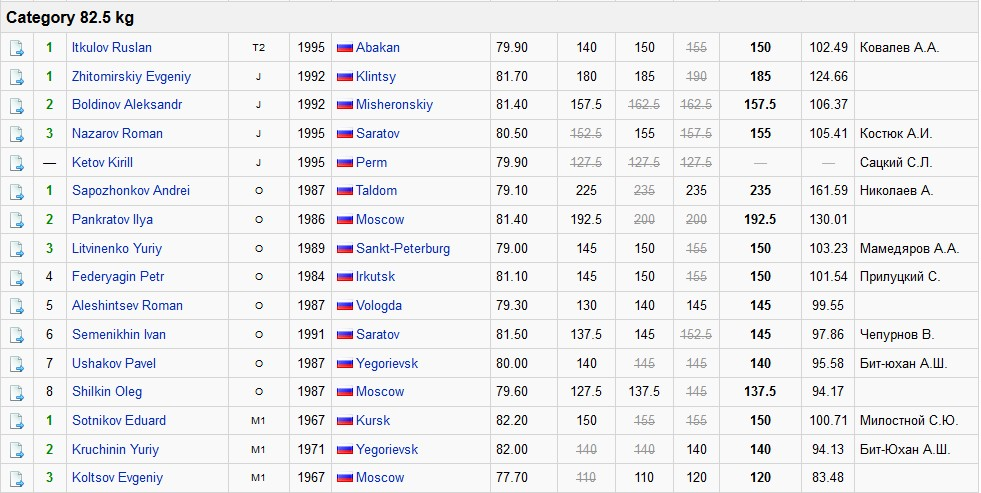 Category 82.5 kg
1 Itkulov Ruslan T2 1995 Abakan 79.90 140 150 155 150 102.49 Ковалев А.А.
1 Zhitomirskiy Evgeniy J 1992 Klintsy 81.70 180 185 190 185 124.66
2 Boldinov Aleksandr J 1992 Misheronskiy 81.40 157.5 162.5 162.5 157.5 106.37
3 Nazarov Roman J 1995 Saratov 80.50 152.5 155 157.5 155 105.41 Костюк А.И.
— Ketov Kirill J 1995 Perm 79.90 127.5 127.5 127.5 — — Сацкий С.Л.
1 Sapozhonkov Andrei O 1987 Taldom 79.10 225 235 235 235 161.59 Николаев А.
2 Pankratov Ilya O 1986 Moscow 81.40 192.5 200 200 192.5 130.01
3 Litvinenko Yuriy O 1989 Sankt-Peterburg 79.00 145 150 155 150 103.23 Мамедяров А.А.
4 Federyagin Petr O 1984 Irkutsk 81.10 145 150 155 150 101.54 Прилуцкий С.
5 Aleshintsev Roman O 1987 Vologda 79.30 130 140 145 145 99.55
6 Semenikhin Ivan O 1991 Saratov 81.50 137.5 145 152.5 145 97.86 Чепурнов В.
7 Ushakov Pavel O 1987 Yegorievsk 80.00 140 145 145 140 95.58 Бит-юхан А.Ш.
8 Shilkin Oleg O 1987 Moscow 79.60 127.5 137.5 145 137.5 94.17
1 Sotnikov Eduard M1 1967 Kursk 82.20 150 155 155 150 100.71 Милостной С.Ю.
2 Kruchinin Yuriy M1 1971 Yegorievsk 82.00 140 140 140 140 94.13 Бит-Юхан А.Ш.
3 Koltsov Evgeniy M1 1967 Moscow 77.70 110 110 120 120 83.48